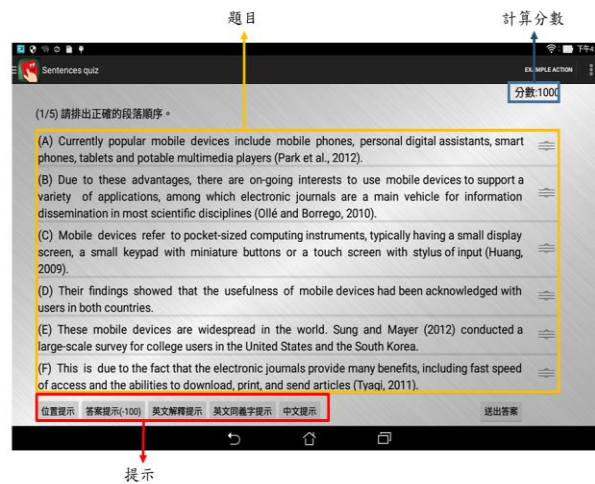 題目
計算分數
下午4:
Sentences quiz
EXAMPLE ACTION
分數:1000
(1/5) 請排出正確的段落順序。
(A) Currently popular mobile devices include mobile phones, personal digital assistants, smart
phones, tablets and potable multimedia players (Park et al., 2012).
(B) Due to these advantages, there are on-going interests to use mobile devices to support a
variety of applications, among which electronic journals are a main vehicle for information
dissemination in most scientific disciplines (Ollé and Borrego, 2010).
(C) Mobile devices refer to pocket-sized computing instruments, typically having a small display
screen, a small keypad with miniature buttons or a touch screen with stylus of input (Huang,
2009).
(D) Their findings showed that the usefulness of mobile devices had been acknowledged with
users in both countries.
(E) These mobile devices are widespread in the world. Sung and Mayer (2012) conducted a
large-scale survey for college users in the United States and the South Korea.
(F) This is due to the fact that the electronic journals provide many benefits, including fast speed
of access and the abilities to download, print, and send articles (Tyagi, 2011).
位置提示 答案提示(-100) 英文解釋提示 英文同義字提示 中文提示 送出答案
提示